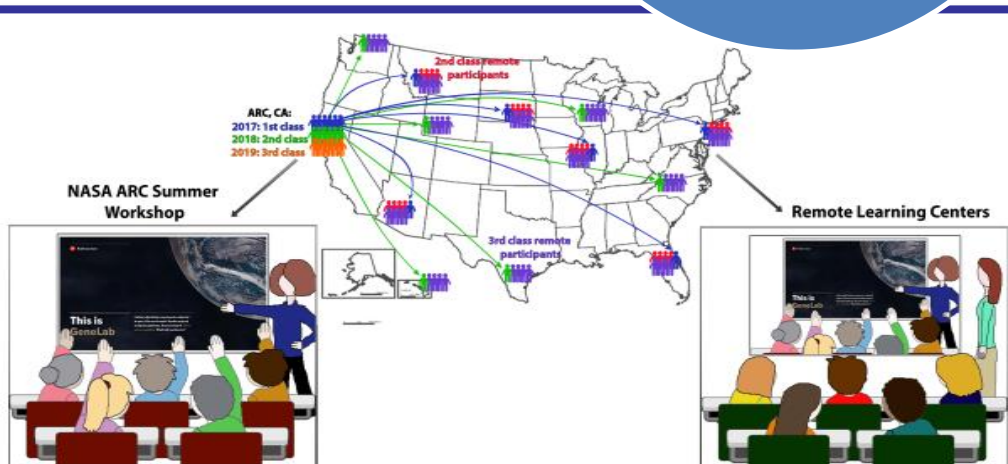 2nd class remote
participants
ARC, CA:
2017: 1st class
2018: 2nd class
2019: 3rd class
NASA ARC Summer
Workshop
Remote Learning Centers
3rd class remote
participants
This is
GeneLab
This is
GeneLab